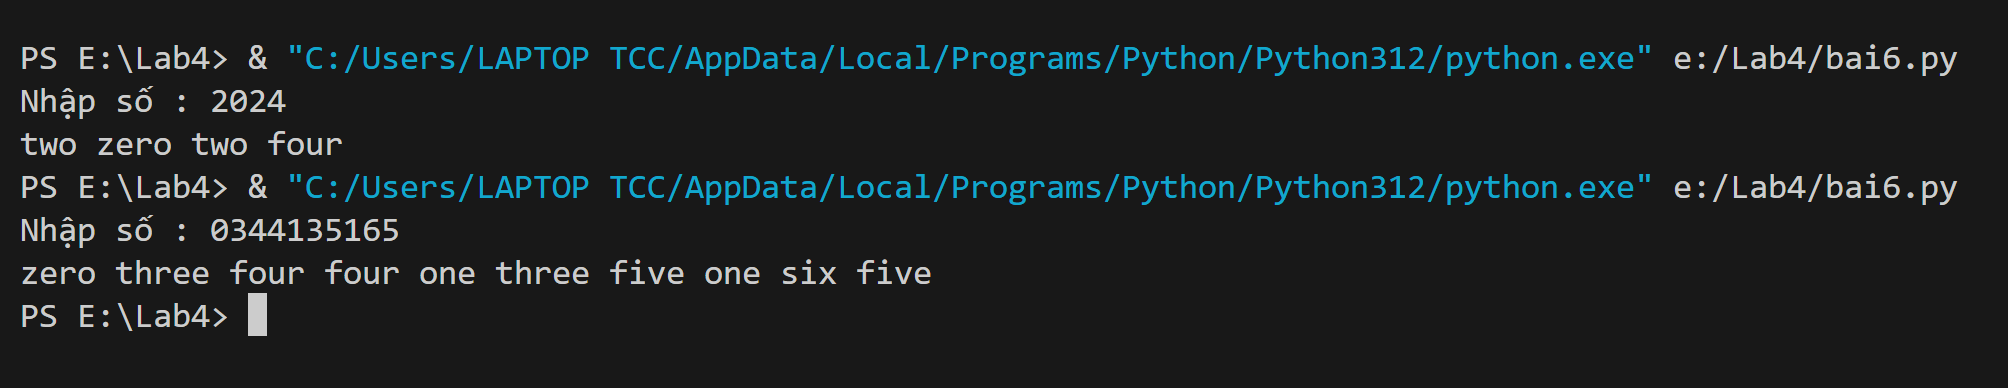 PS E:\Lab4> & "C:/Users/LAPTOP TCC/AppData/Local/Programs/Python/Python312/python.exe" e:/Lab4/bai6.py
Nhập số : 2024
two zero two four
PS E:\Lab4> & "C:/Users/LAPTOP TCC/AppData/Local/Programs/Python/Python312/python.exe" e:/Lab4/bai6.py
Nhập số : 0344135165
zero three four four one three five one six five
PS E:\Lab4>